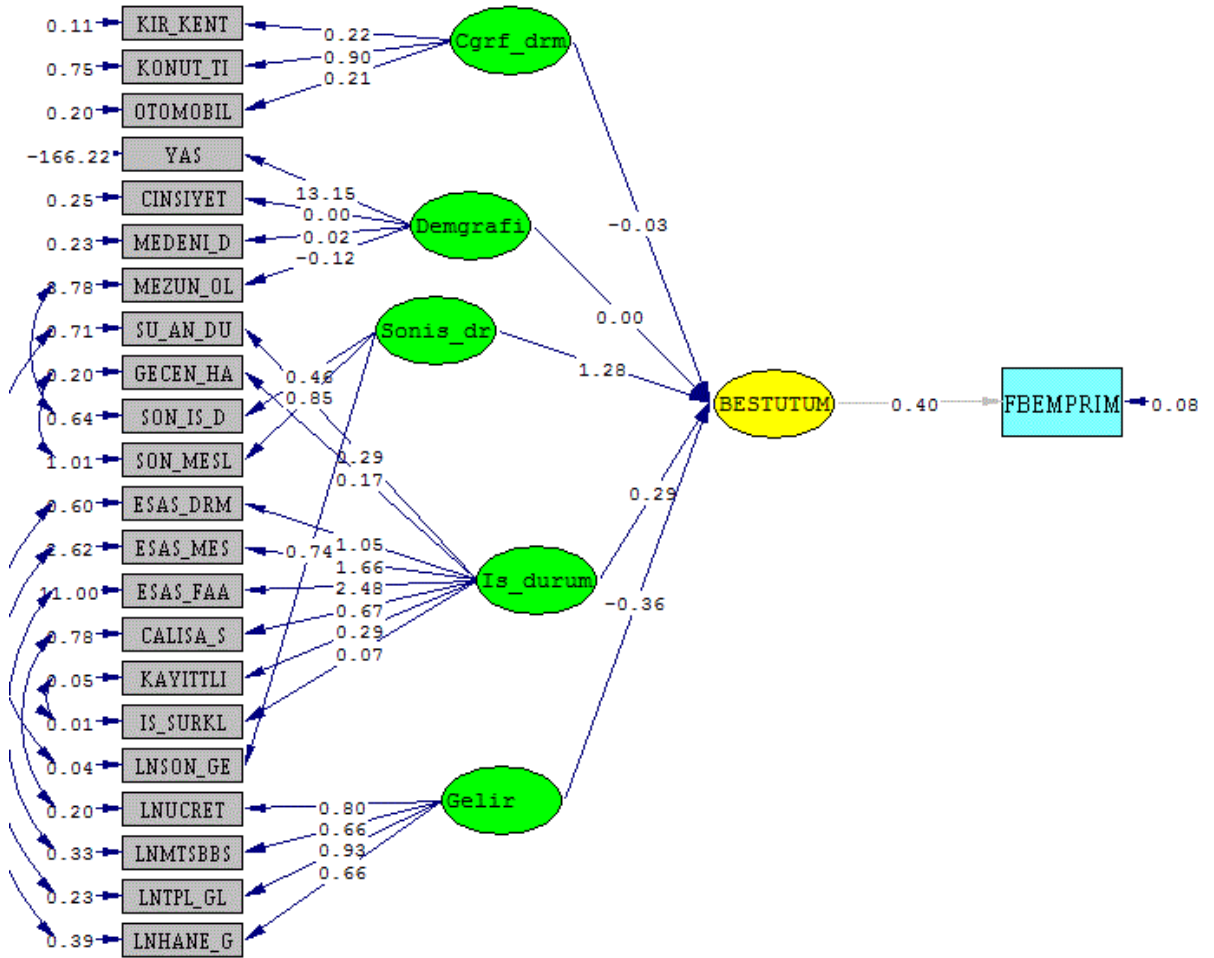 0.11 KIR_KENT
0.75 KONUT_TI
0.20 OTOMOBIL
-166.22 YAS
0.25 CINSIYET
0.23 MEDENI_D
8.78 MEZUN_OL
0.71 SU_AN_DU
0.20 GECEN_HA
0.64 SON_IS_D
1.01 SON_MESL
0.60 ESAS_DRM
2.62 ESAS_MES
11.00 ESAS_FAA
0.78 CALISA_S
0.05 KAYITTLI
0.01 IS_SURKL
0.04 LNSON_GE
0.20 LNUCRET
0.33 LNMTSBBS
0.23 LNTPL_GL
0.39 LNHANE_G
0.22
0.90
0.21
13.15
0.00
0.02
-0.12
0.46
0.85
0.29
0.17
-0.74
1.05
1.66
2.48
0.67
0.29
0.07
0.80
0.66
0.93
0.66
Cgrf_drm
Demgrafi
Sonis_dr
Is_durum
Gelir
-0.03
0.00
1.28
0.29
-0.36
BESTUTUM
0.40
FBEMPRIM
0.08